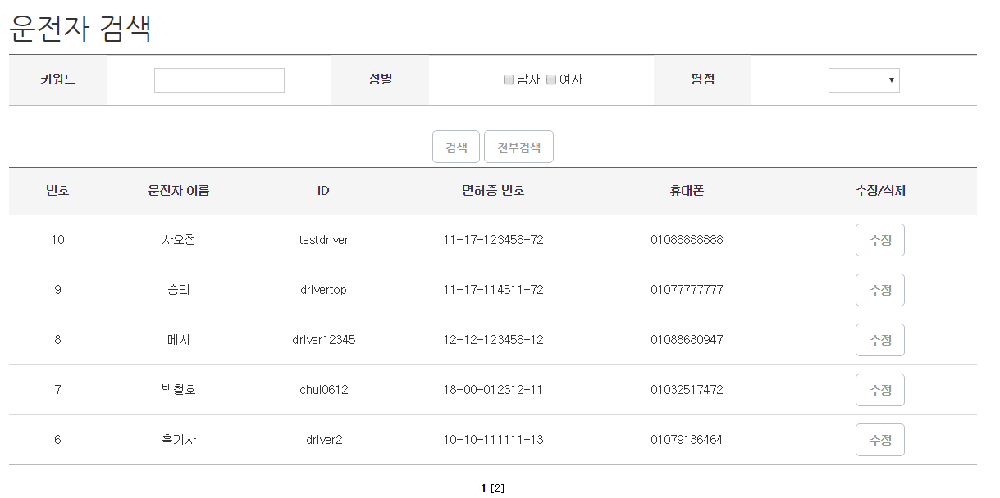 운전자 검색
키워드 성별 남자 여자 평점
검색 전부검색
번호 운전자 이름 ID 면허증 번호 휴대폰 수정/삭제
10 사오정 testdriver 11-17-123456-72 01088888888 수정
9 승리 drivertop 11-17-114511-72 01077777777 수정
8 메시 driver12345 12-12-123456-12 01088680947 수정
7 백철호 chul0612 18-00-012312-11 01032517472 수정
6 흑기사 driver2 10-10-111111-13 01079136464 수정
1 [2]